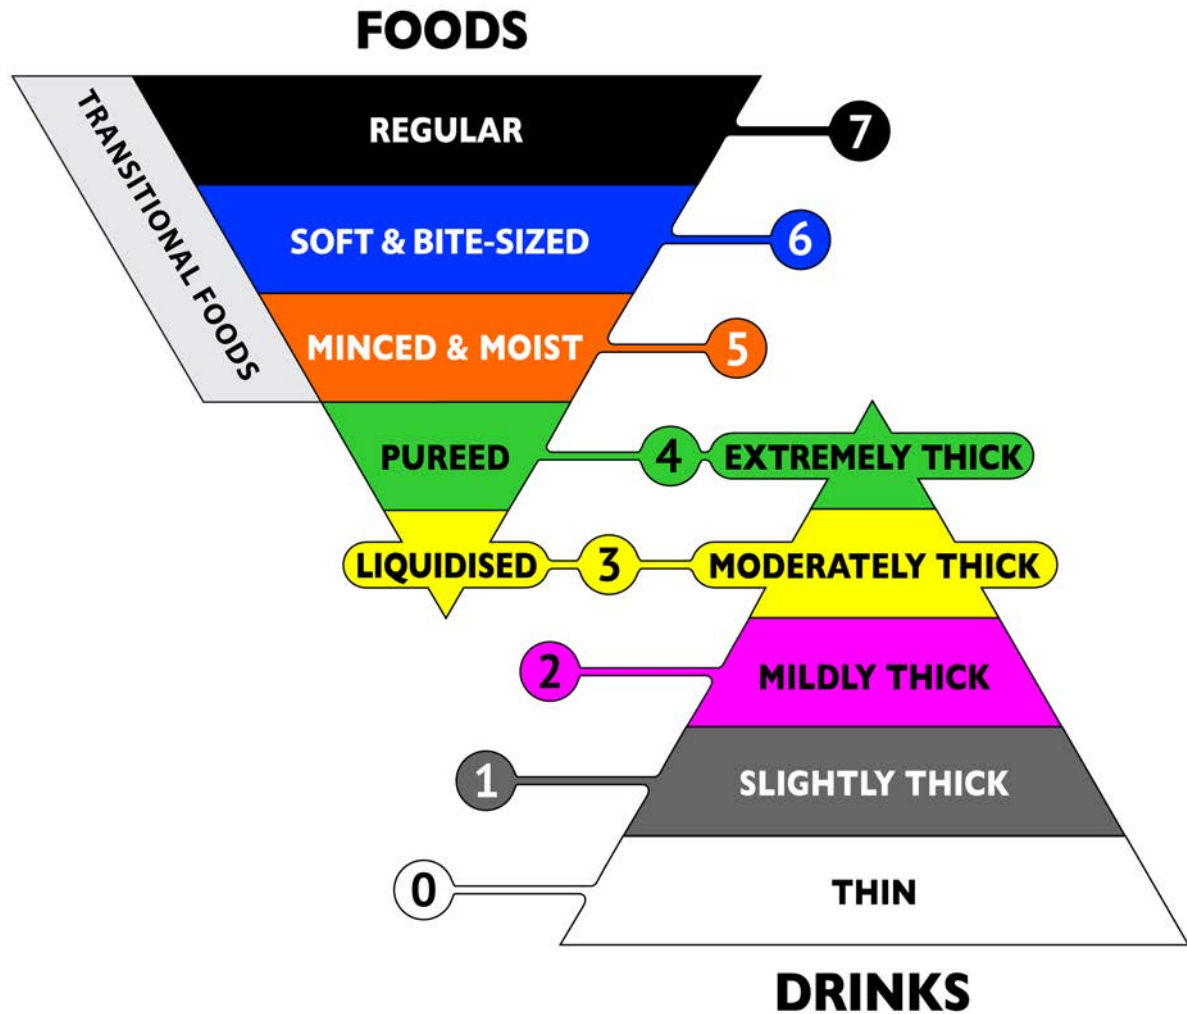 FOODS
TRANSITIONAL FOODS
REGULAR
7
SOFT & BITE-SIZED
6
MINCED & MOIST
5
PUREED
4
EXTREMELY THICK
LIQUIDISED
3
MODERATELY THICK
2
MILDLY THICK
1
SLIGHTLY THICK
0
THIN
DRINKS